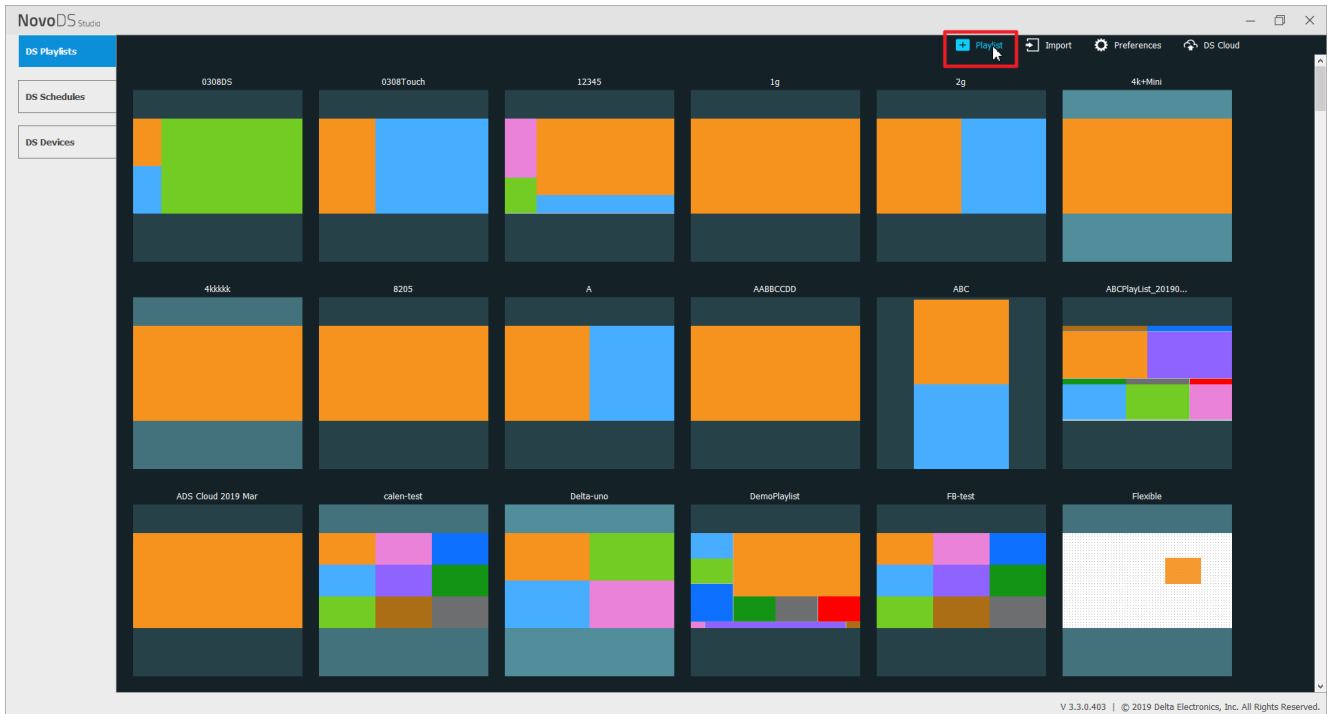 NovoDS Studio
DS Playlists
Playlist Import Preferences DS Cloud
DS Schedules
DS Devices
0308DS 0308Touch 12345 1g 2g 4k+Mini
4kkkkk 8205 A AABBCCDD ABC ABCPlayList_20190...
ADS Cloud 2019 Mar calen-test Delta-uno DemoPlaylist FB-test Flexible
V 3.3.0.403 | © 2019 Delta Electronics, Inc. All Rights Reserved.